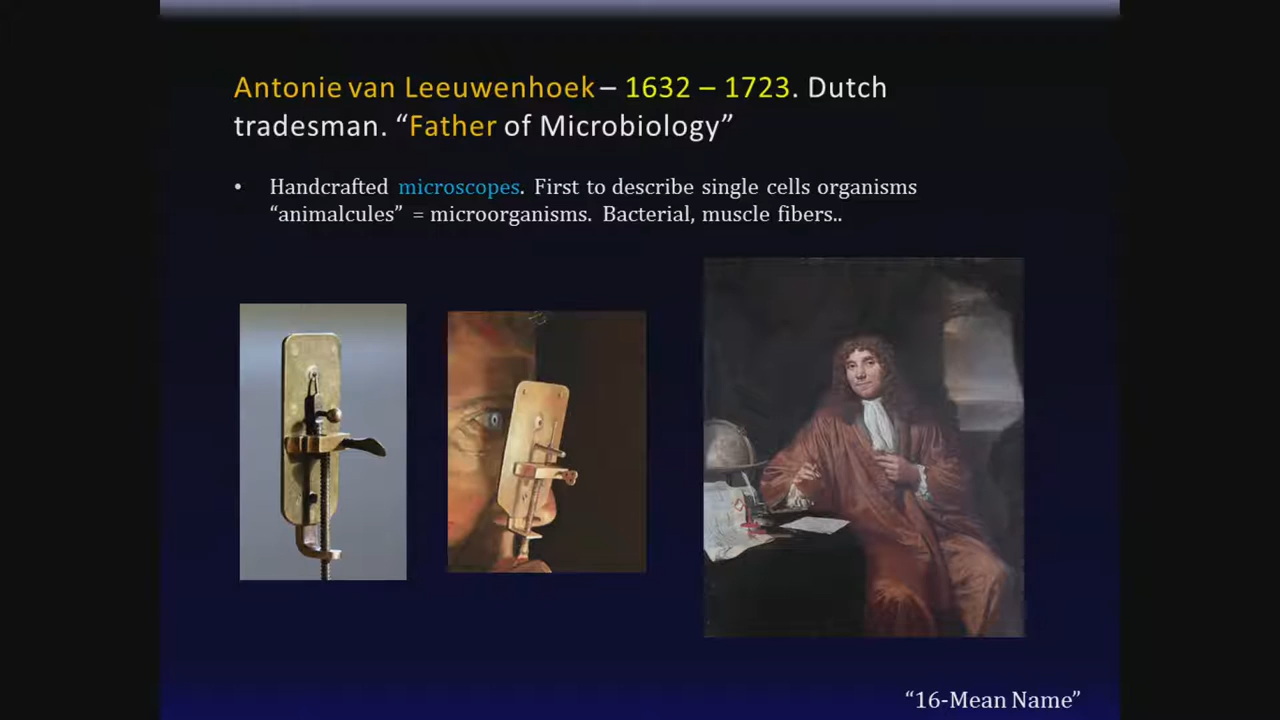 Antonie van Leeuwenhoek – 1632 – 1723. Dutch
tradesman. “Father of Microbiology”
• Handcrafted microscopes. First to describe single cells organisms
“animalcules” = microorganisms. Bacterial, muscle fibers..
“16-Mean Name”